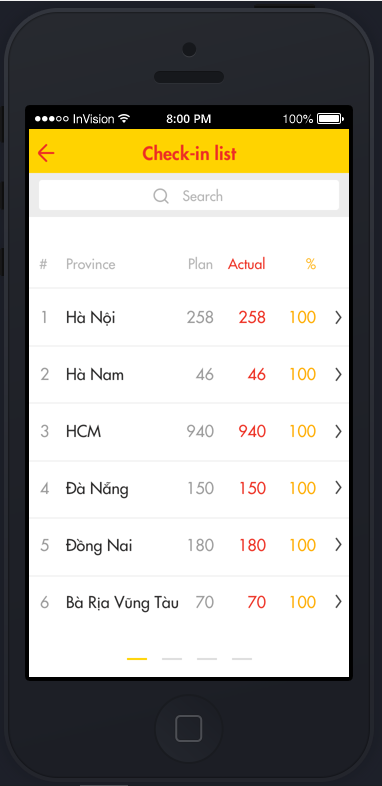 InVision 8:00 PM 100%
Check-in list
Search
# Province Plan Actual %
1 Hà Nội 258 258 100
2 Hà Nam 46 46 100
3 HCM 940 940 100
4 Đà Nẵng 150 150 100
5 Đồng Nai 180 180 100
6 Bà Rịa Vũng Tàu 70 70 100